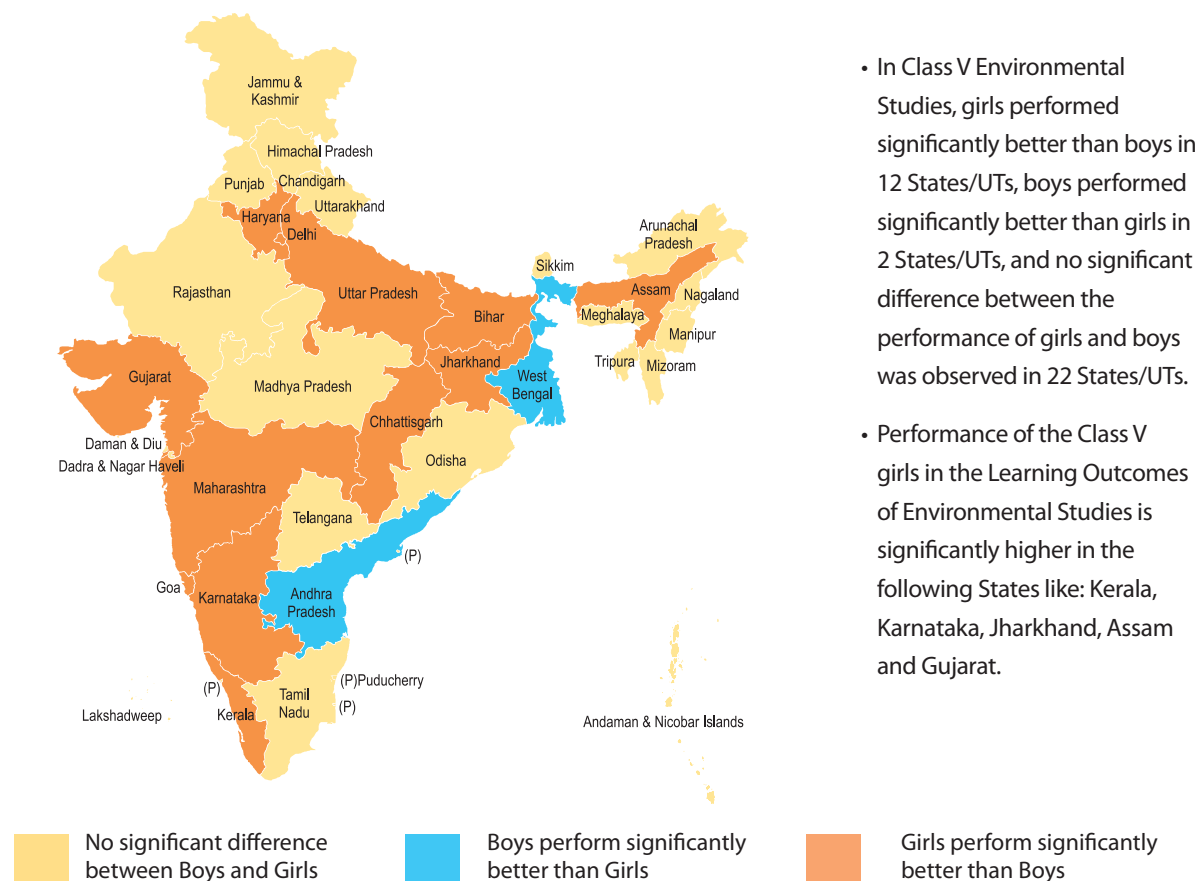 Jammu &
Kashmir
Himachal Pradesh
Punjab
Chandigarh
Uttarakhand
Haryana
Delhi
Arunachal
Pradesh
Sikkim
Rajasthan
Uttar Pradesh
Assam
Nagaland
Bihar
Meghalaya
Manipur
Jharkhand
Tripura
Mizoram
Gujarat
Madhya Pradesh
West
Bengal
Chhattisgarh
Daman & Diu
Dadra & Nagar Haveli
Odisha
Maharashtra
Telangana
(P)
Goa
Karnataka
Andhra
Pradesh
(P)
(P)Puducherry
Tamil
Nadu
(P)
Lakshadweep
Kerala
Andaman & Nicobar Islands
• In Class V Environmental
Studies, girls performed
significantly better than boys in
12 States/UTs, boys performed
significantly better than girls in
2 States/UTs, and no significant
difference between the
performance of girls and boys
was observed in 22 States/UTs.
• Performance of the Class V
girls in the Learning Outcomes
of Environmental Studies is
significantly higher in the
following States like: Kerala,
Karnataka, Jharkhand, Assam
and Gujarat.
No significant difference
between Boys and Girls
Boys perform significantly
better than Girls
Girls perform significantly
better than Boys